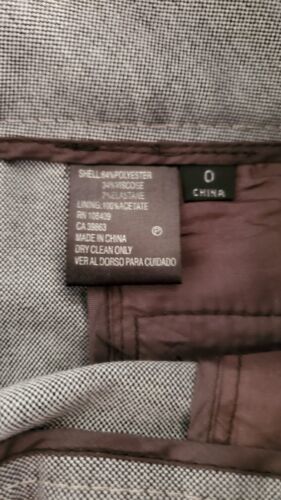 SHELL:64%POLYESTER
34%VISCOSE
2%ELASTANE
LINING: 100%ACETATE
RN 108409
CA 39863
MADE IN CHINA
DRY CLEAN ONLY
VER AL DORSO PARA CUIDADO
P
0
CHINA